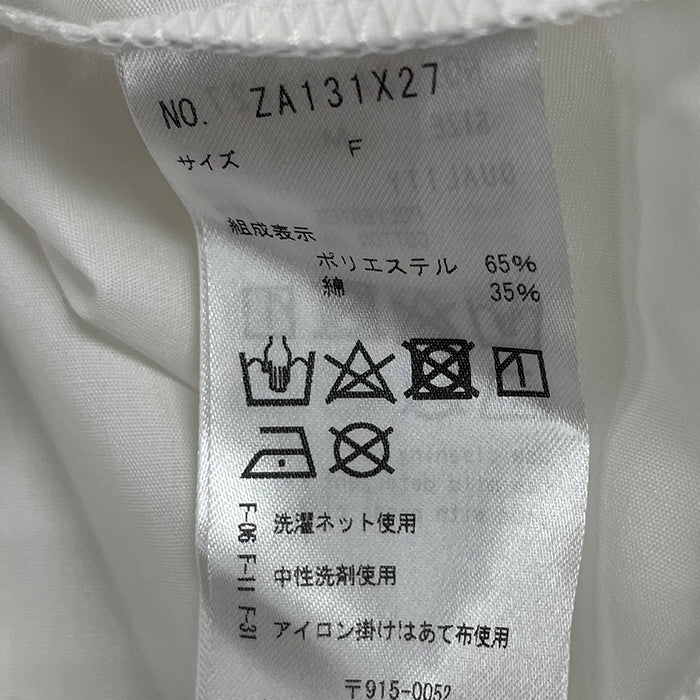 NO. ZA131X27
サイズ F
組成表示
ポリエステル 65%
綿 35%
F-06 洗濯ネット使用
F-11 中性洗剤使用
F-31 アイロン掛けはあて布使用
〒915-0052